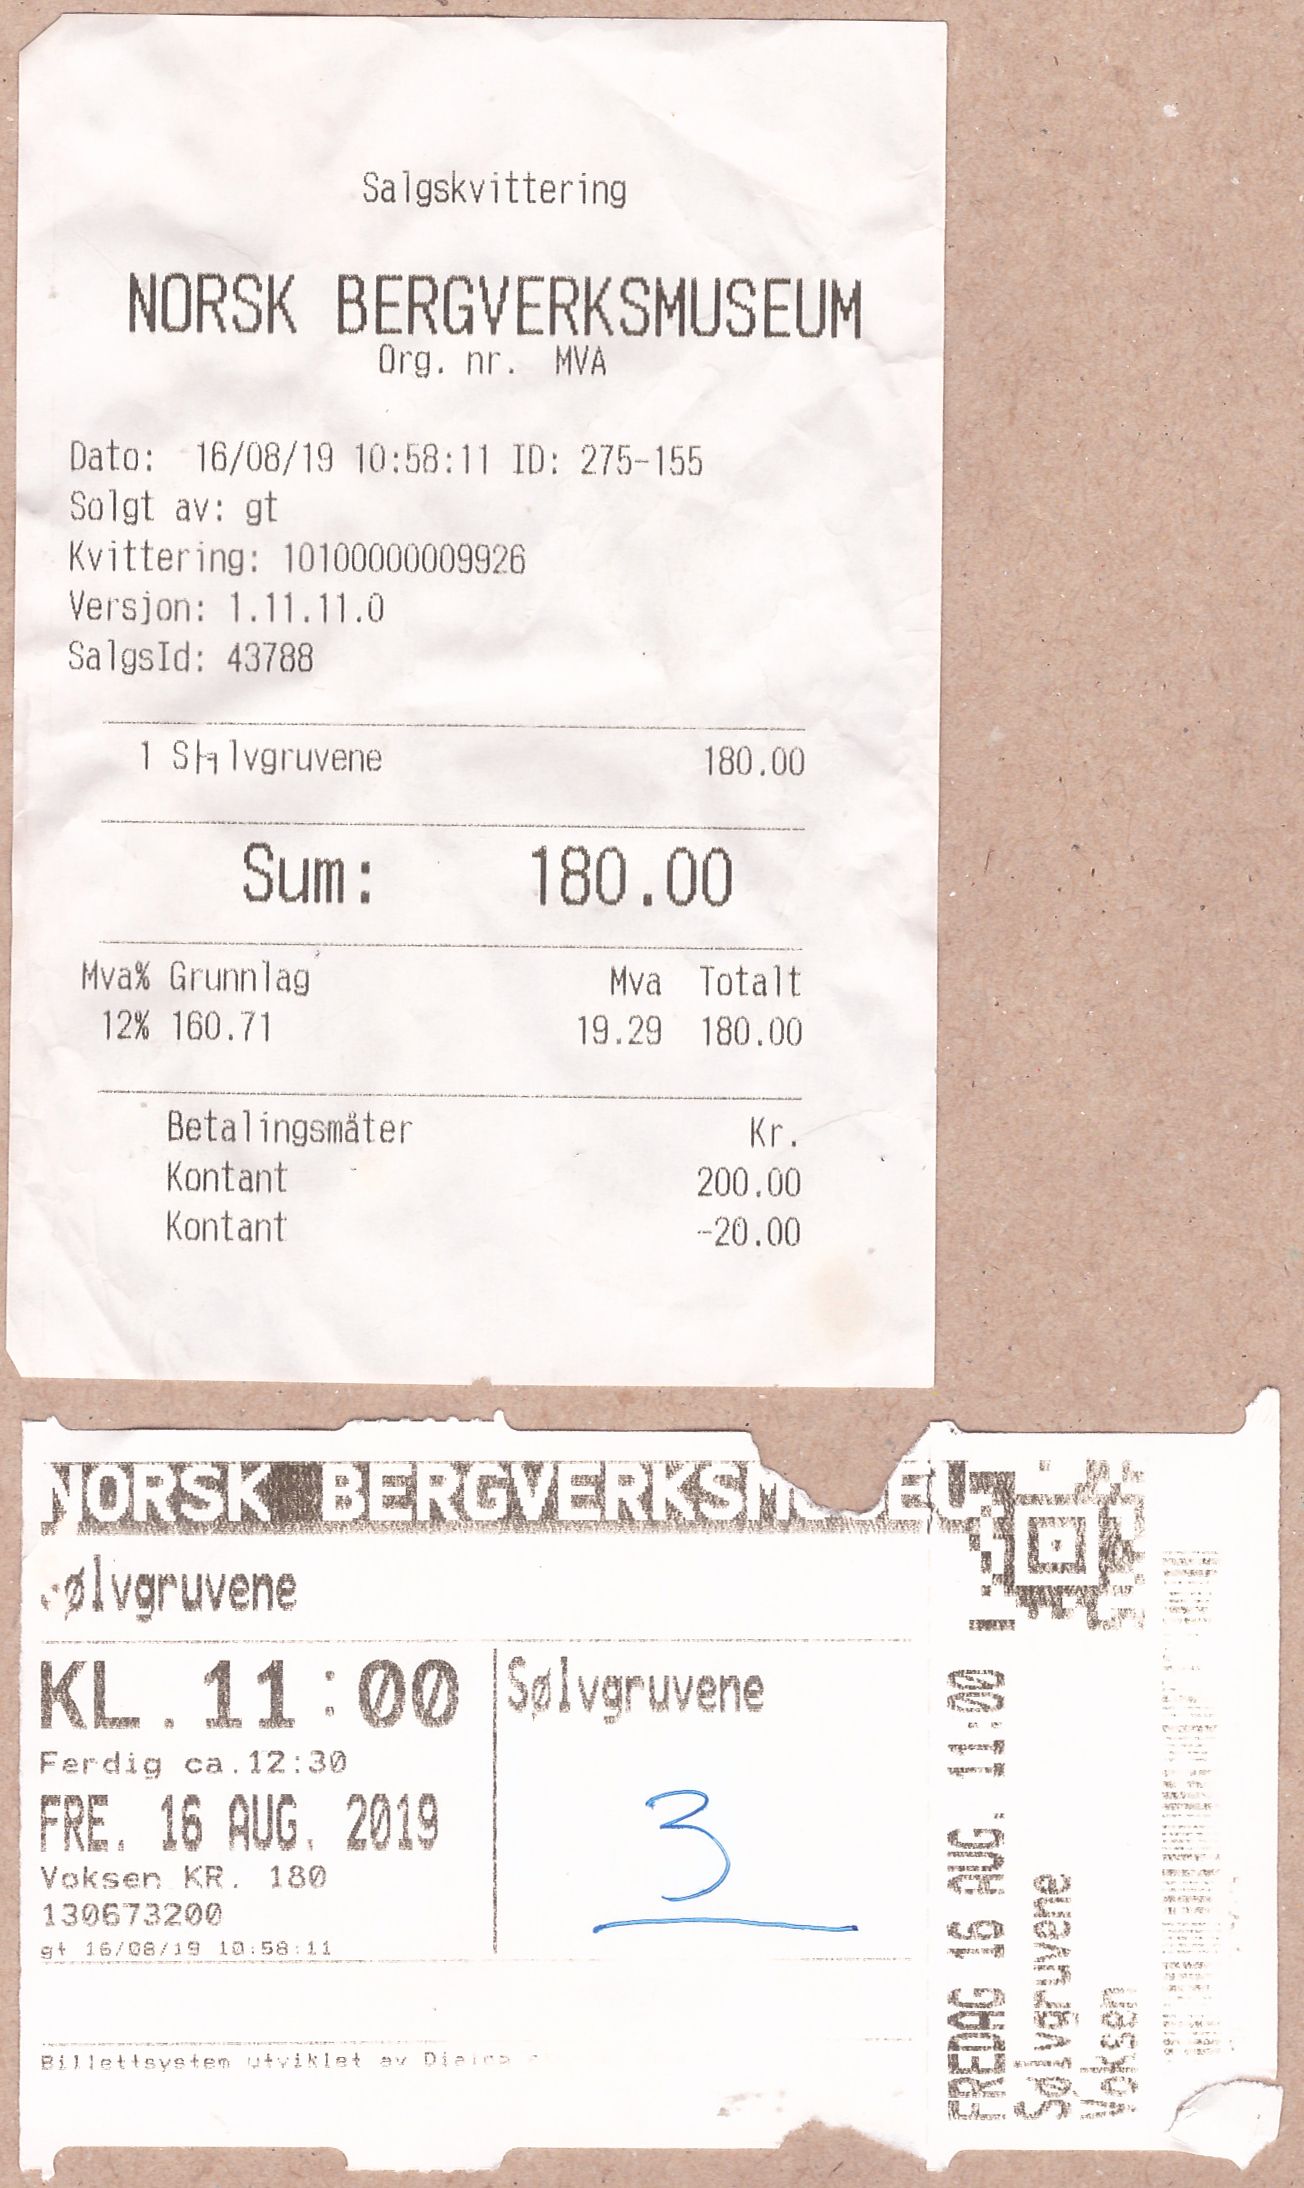 Salgskvittering
NORSK BERGVERKSMUSEUM
Org. nr. MVA
Dato: 16/08/19 10:58:11 ID: 275-155
Solgt av: gt
Kvittering: 10100000009926
Versjon: 1.11.11.0
SalgsId: 43788
1 S├╕lvgruvene 180.00
Sum: 180.00
Mva% Grunnlag Mva Totalt
12% 160.71 19.29 180.00
Betalingsmåter Kr.
Kontant 200.00
Kontant -20.00
NORSK BERGVERKSMUSEU
Sølvgruvene
KL. 11:00
Ferdig ca.12:30
FRE. 16 AUG. 2019
Voksen KR. 180
130673200
gt 16/08/19 10:58:11
Sølvgruvene
3
Billettsystem utviklet av
FREDAG 16 AUG. 11:00
Sølvgruvene
Voksen